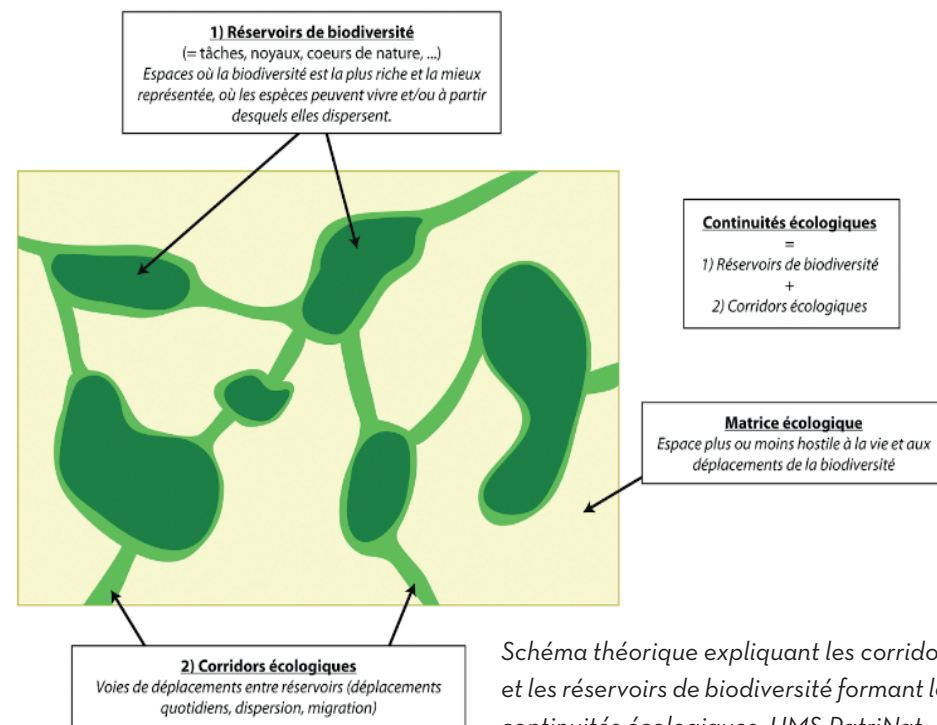 1) Réservoirs de biodiversité
(= tâches, noyaux, coeurs de nature, ...)
Espaces où la biodiversité est la plus riche et la mieux
représentée, où les espèces peuvent vivre et/ou à partir
desquels elles dispersent.
Continuités écologiques
=
1) Réservoirs de biodiversité
+
2) Corridors écologiques
Matrice écologique
Espace plus ou moins hostile à la vie et aux
déplacements de la biodiversité
2) Corridors écologiques
Voies de déplacements entre réservoirs (déplacements
quotidiens, dispersion, migration)
Schéma théorique expliquant les corrido
et les réservoirs de biodiversité formant l
continuités écologiques, UMS PatriNat